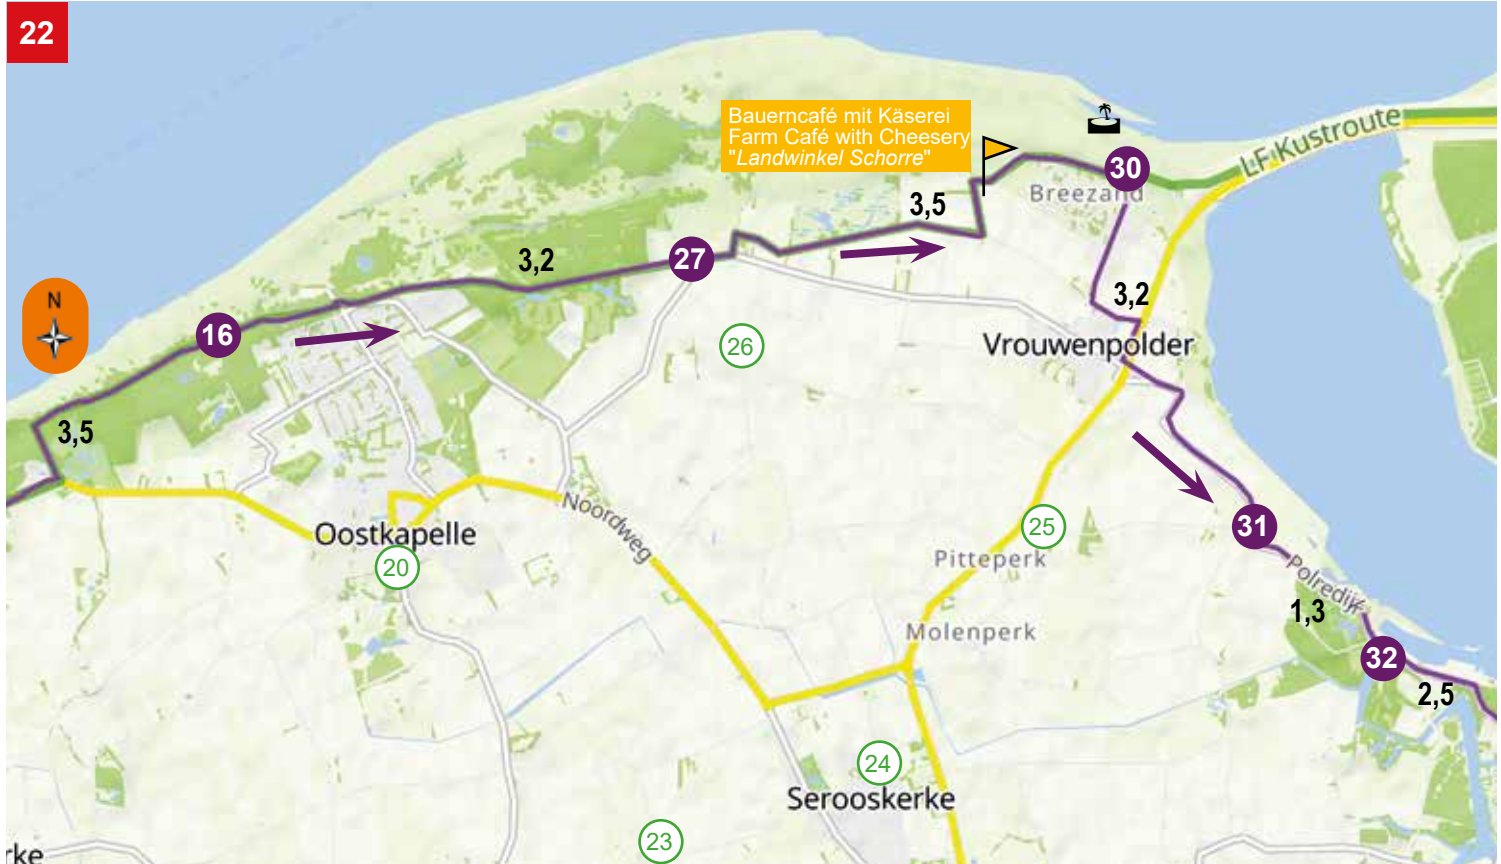 22
Bauerncafé mit Käserei
Farm Café with Cheesery
"Landwinkel Schorre"
LF Kustroute
30
Breezand
3,5
27
3,2
N
16
3,2
26
Vrouwenpolder
3,5
Noordweg
Oostkapelle
20
25
31
Pitteperk
Polredijk
1,3
Molenperk
32
2,5
24
Serooskerke
23
rke